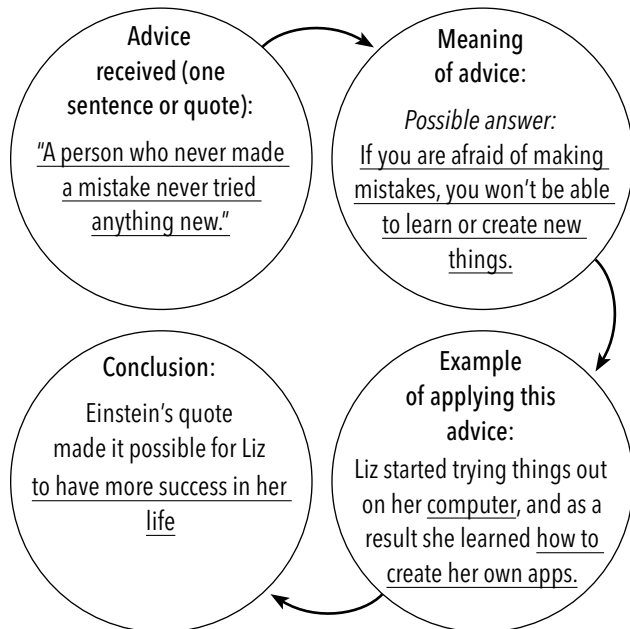 Advice
received (one
sentence or quote):
"A person who never made
a mistake never tried
anything new."
Meaning
of advice:
Possible answer:
If you are afraid of making
mistakes, you won't be able
to learn or create new
things.
Example
of applying this
advice:
Liz started trying things out
on her computer, and as a
result she learned how to
create her own apps.
Conclusion:
Einstein's quote
made it possible for Liz
to have more success in her
life